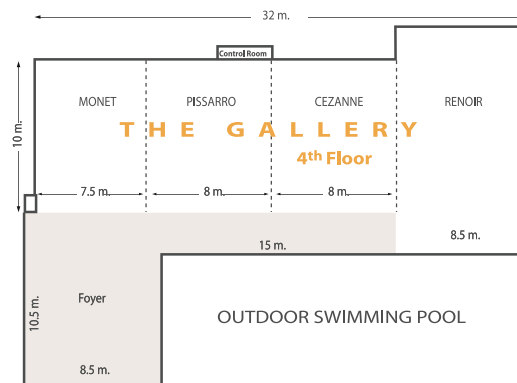 32 m.
Control Room
MONET PISSARRO CEZANNE RENOIR
THE GALLERY
4th Floor
10 m.
7.5 m. 8 m. 8 m.
8.5 m.
15 m.
Foyer
10.5 m.
OUTDOOR SWIMMING POOL
8.5 m.